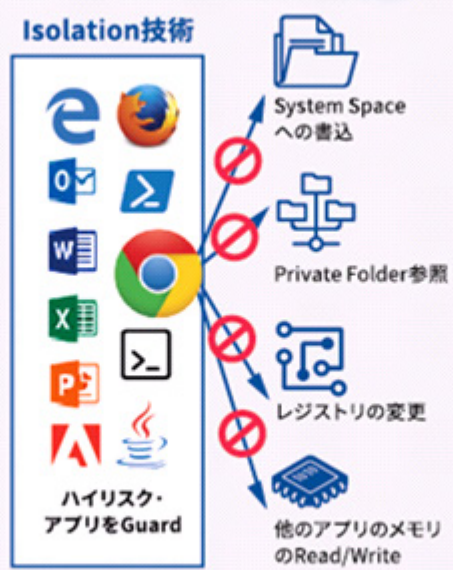 Isolation技術
System Space
への書込
Private Folder参照
レジストリの変更
他のアプリのメモリ
のRead/Write
ハイリスク・
アプリをGuard